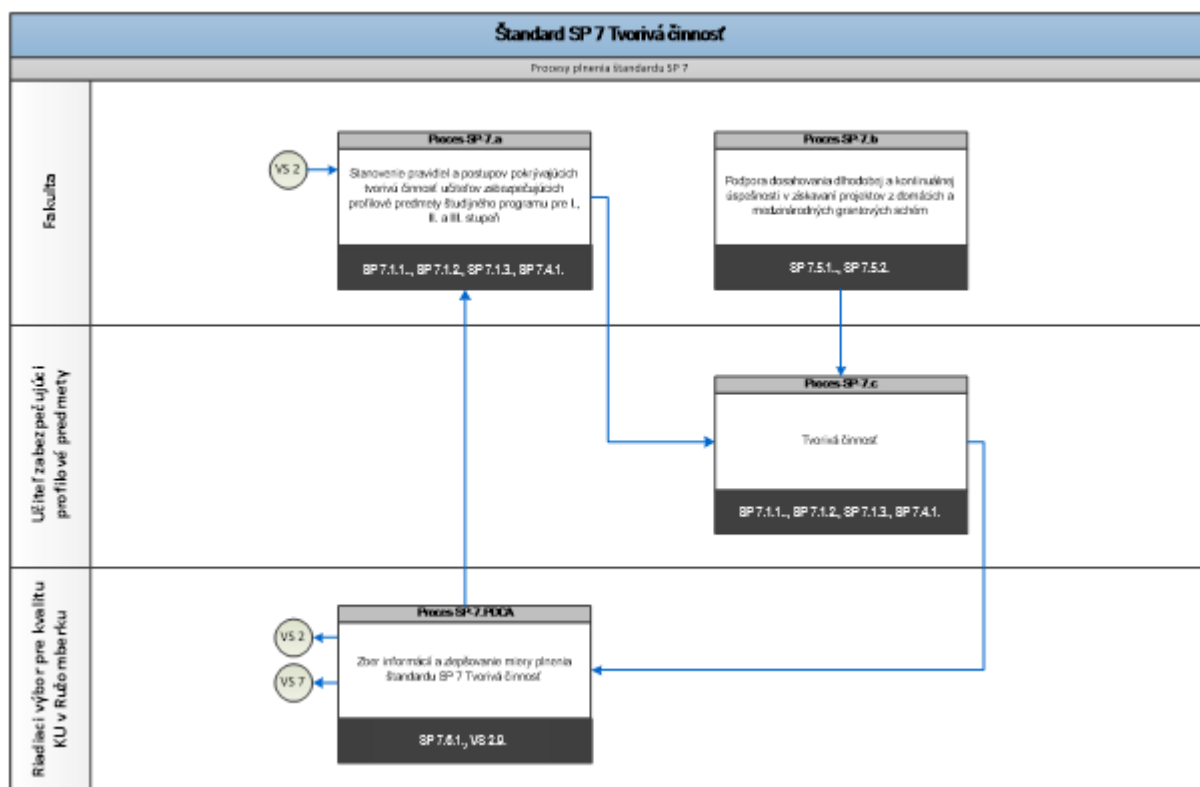 Štandard SP 7 Tvorivá činnosť
Procesy plnenia štandardu SP 7
Fakulta
VS 2
Proces-SP-7.a
Stanovenie pravidiel a postupov pokrývajúcich
tvorivú činnosť učiteľov zabezpečujúcich
profilové predmety študijného programu pre I.,
II. a III. stupeň
SP 7.1.1.., SP 7.1.2., SP 7.1.3., SP 7.4.1.
Proces-SP-7.b
Podpora dosahovania dlhodobej a kontinuálnej
úspešnosti v získavaní projektov z domácich a
medzinárodných grantových schém
SP 7.5.1.., SP 7.5.2.
Učiteľ zabezpečujúci
profilové predmety
Proces-SP-7.c
Tvorivá činnosť
SP 7.1.1.., SP 7.1.2., SP 7.1.3., SP 7.4.1.
Riadiaci výbor pre kvalitu
KU v Ružomberku
VS 2
VS 7
Proces SP-7.PDCA
Zber informácií a zlepšovanie miery plnenia
štandardu SP 7 Tvorivá činnosť
SP 7.6.1., VS 2.9.